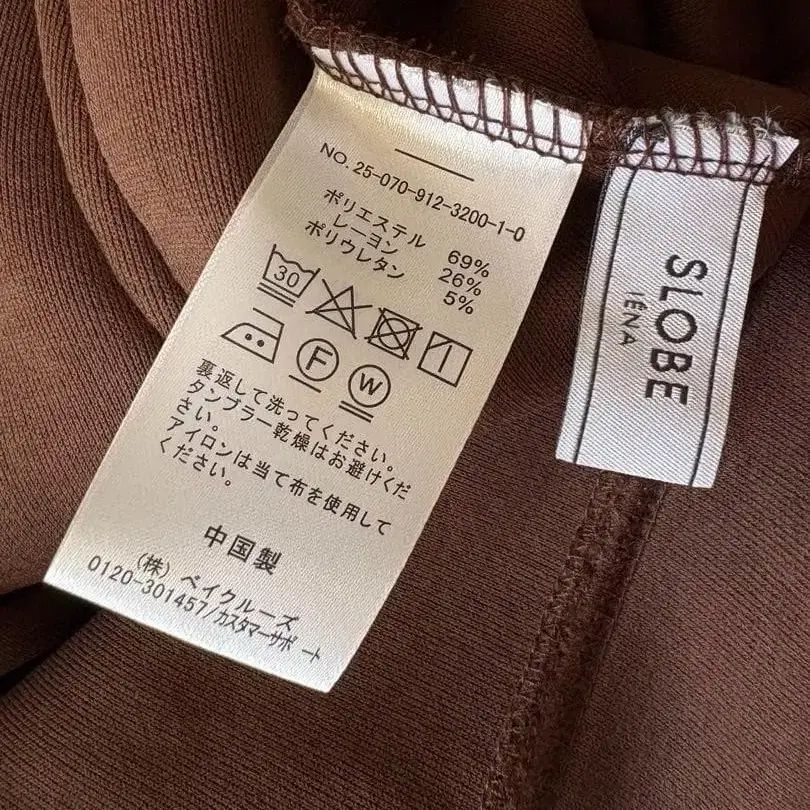 NO. 25-070-912-3200-1-0
ポリエステル 69%
レーヨン 26%
ポリウレタン 5%
30
F
W
裏返して洗ってください。
タンブラー乾燥はお避けくだ
さい。
アイロンは当て布を使用して
ください。
中国製
(株) ベイクルーズ
0120-301457/カスタマーサポート
SLOBE
IÉNA